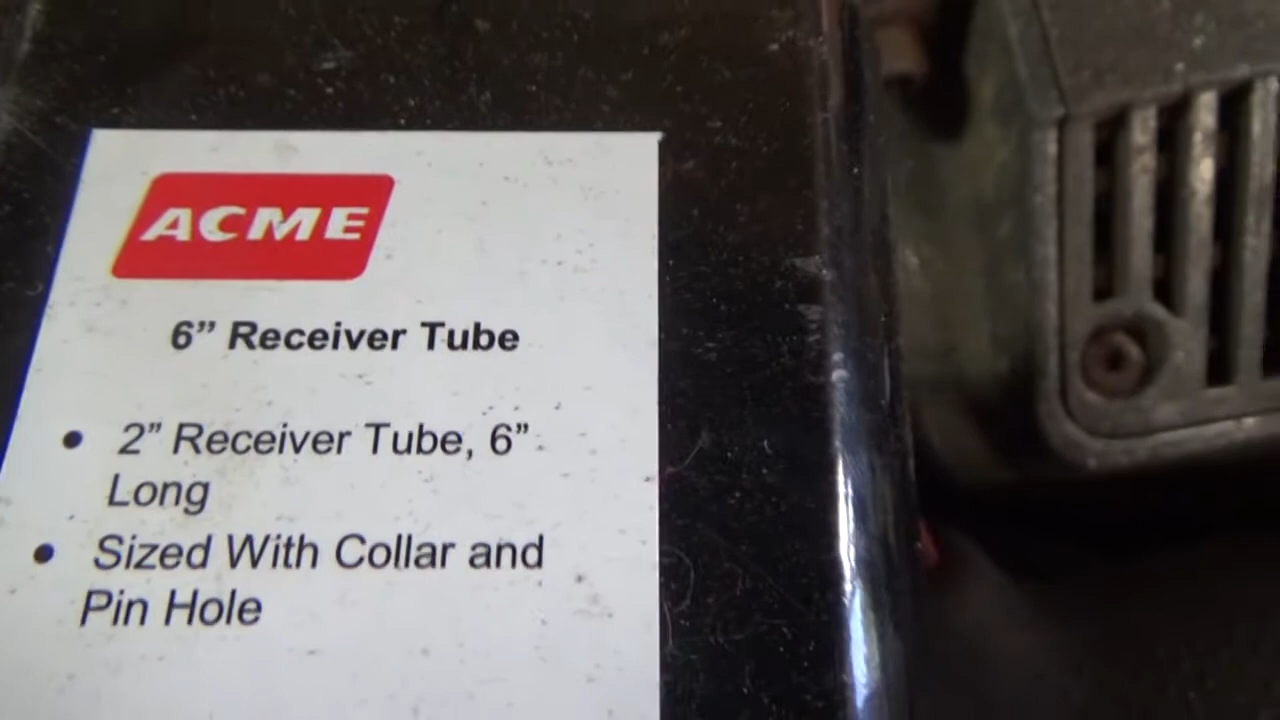 ACME
6” Receiver Tube
• 2” Receiver Tube, 6”
Long
• Sized With Collar and
Pin Hole